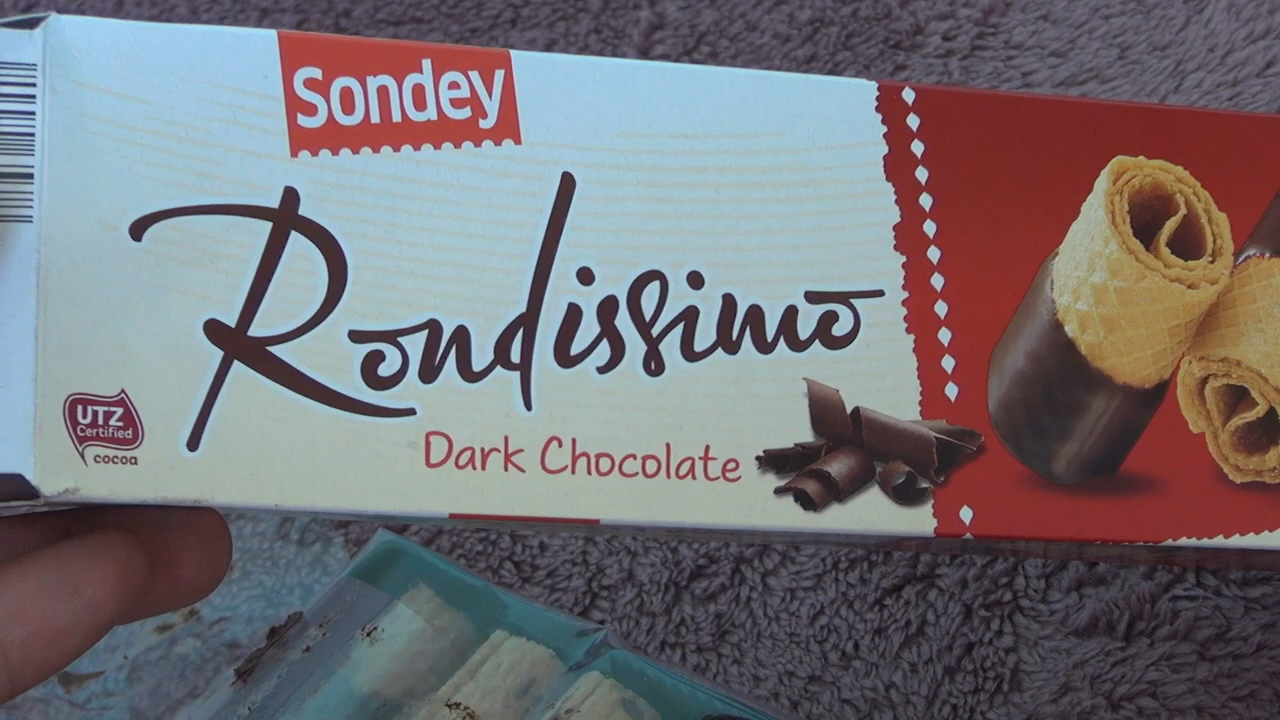 Sondey
Rondissimo
Dark Chocolate
UTZ
Certified
cocoa